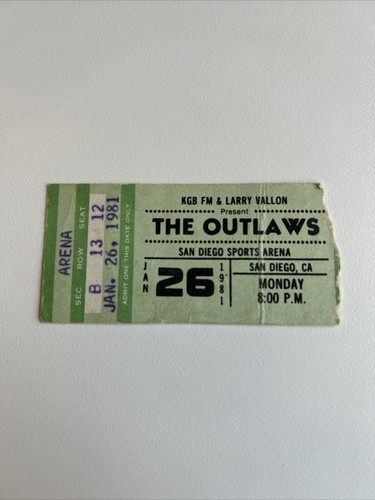 KGB FM & LARRY VALLON
Present
THE OUTLAWS
SAN DIEGO SPORTS ARENA
JAN 26 1981
SAN DIEGO, CA
MONDAY
8:00 P.M.
ARENA B 13 12
SEC ROW SEAT
JAN. 26, 1981
ADMIT ONE THIS DATE ONLY